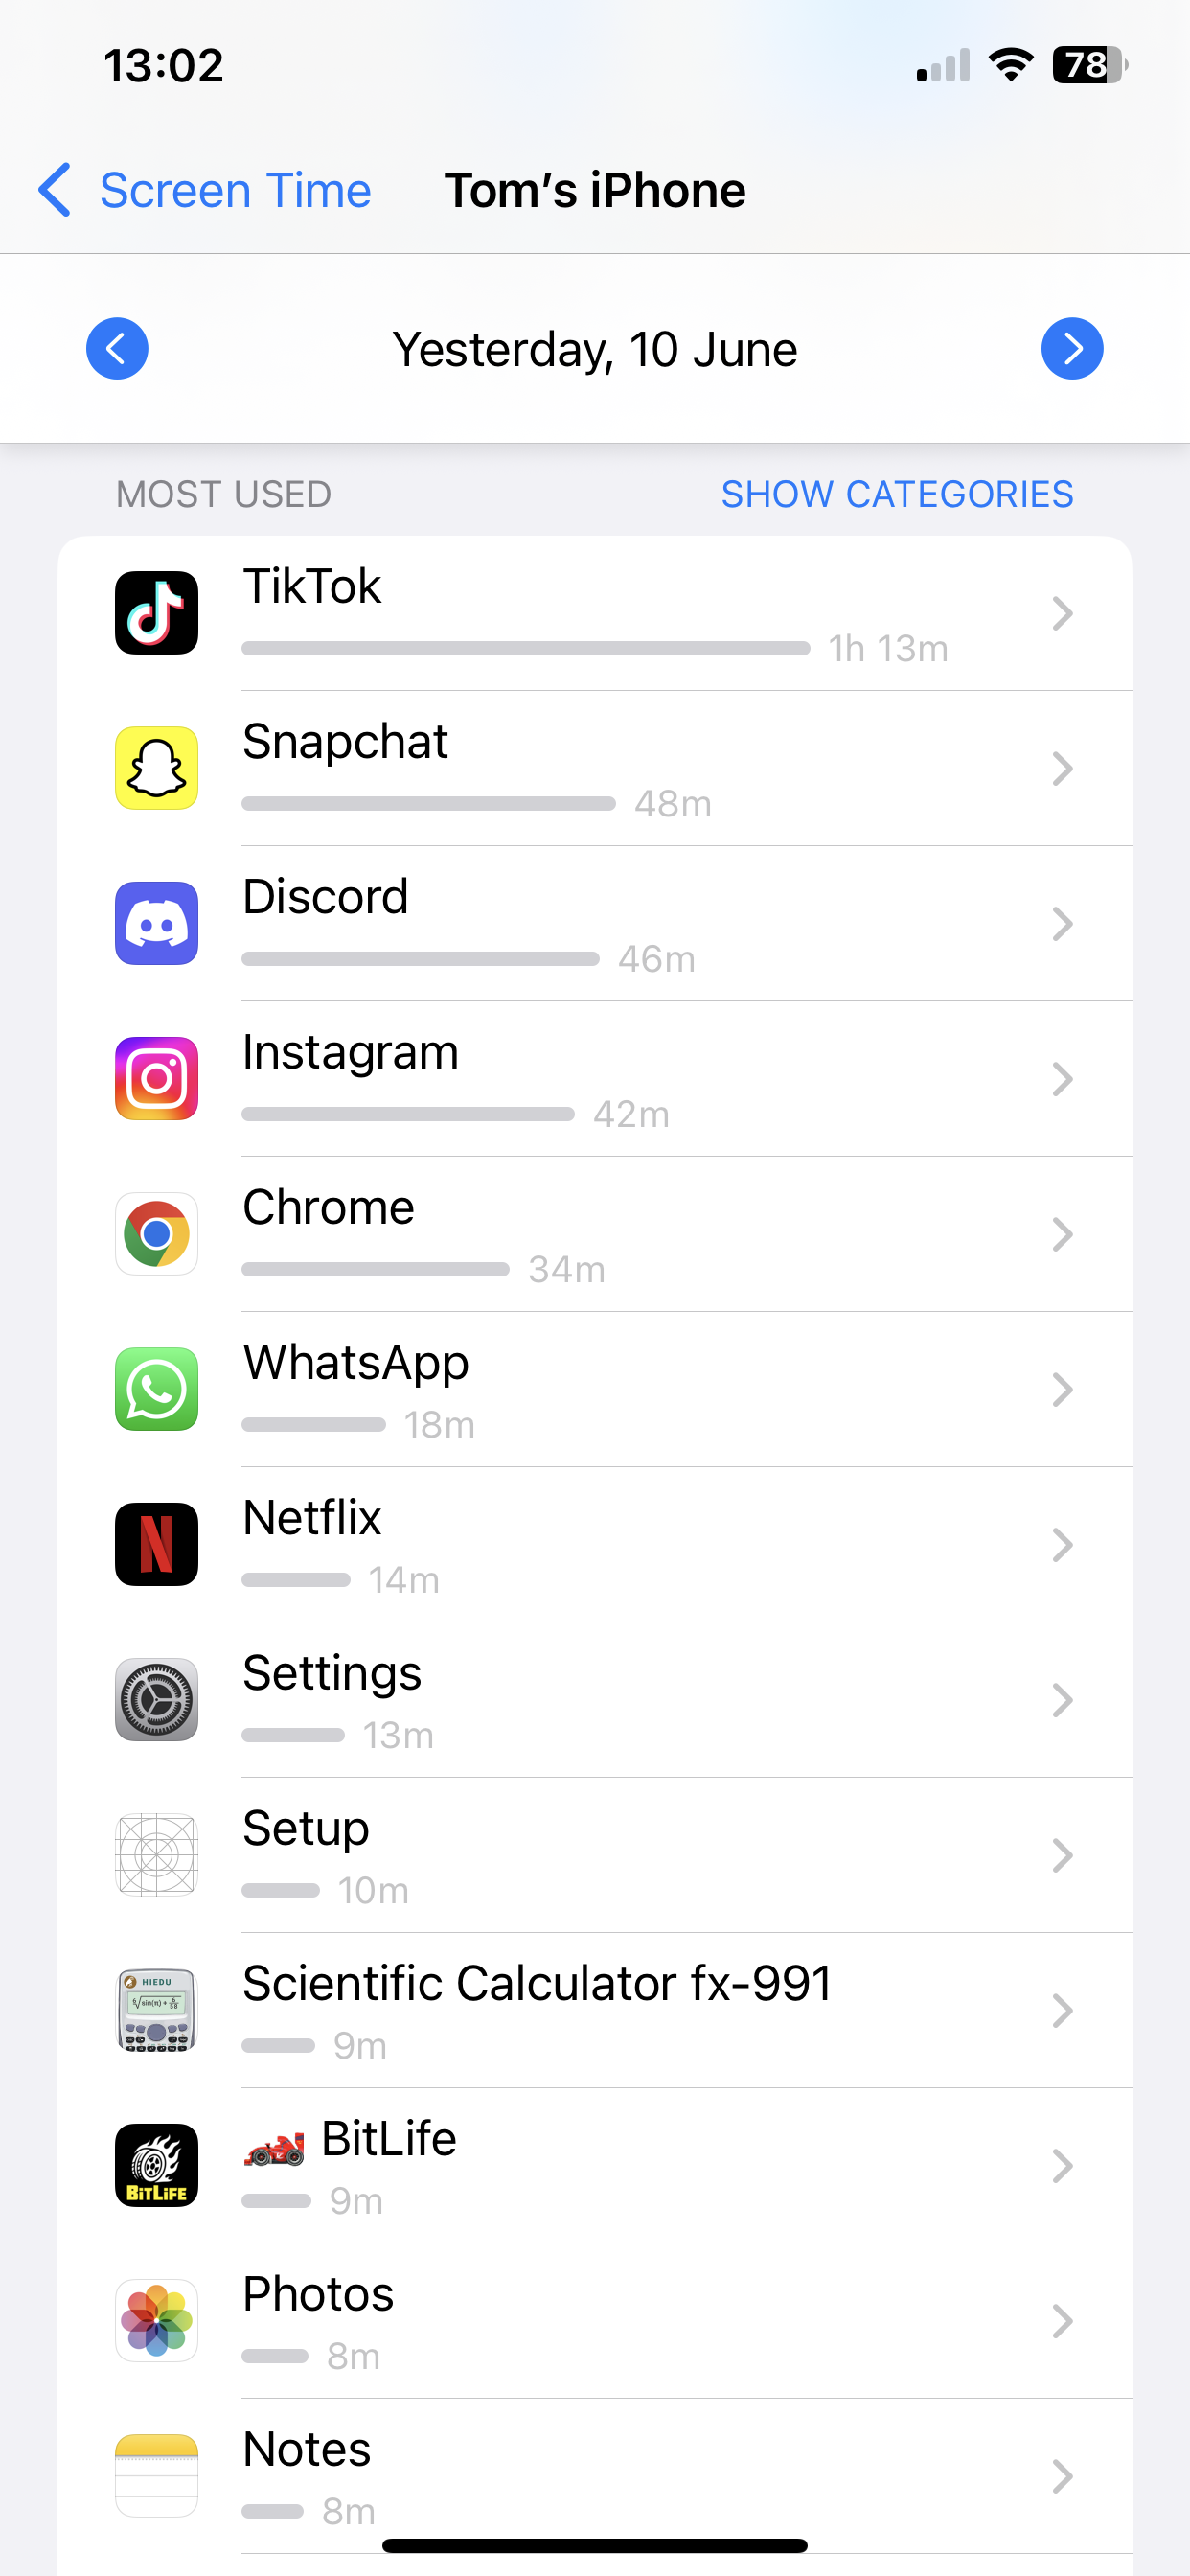 13:02
78
Screen Time
Tom's iPhone
Yesterday, 10 June
MOST USED
SHOW CATEGORIES
TikTok
1h 13m
Snapchat
48m
Discord
46m
Instagram
42m
Chrome
34m
WhatsApp
18m
Netflix
14m
Settings
13m
Setup
10m
HIEDU
Scientific Calculator fx-991
9m
BitLife
🏎️ BitLife
9m
Photos
8m
Notes
8m